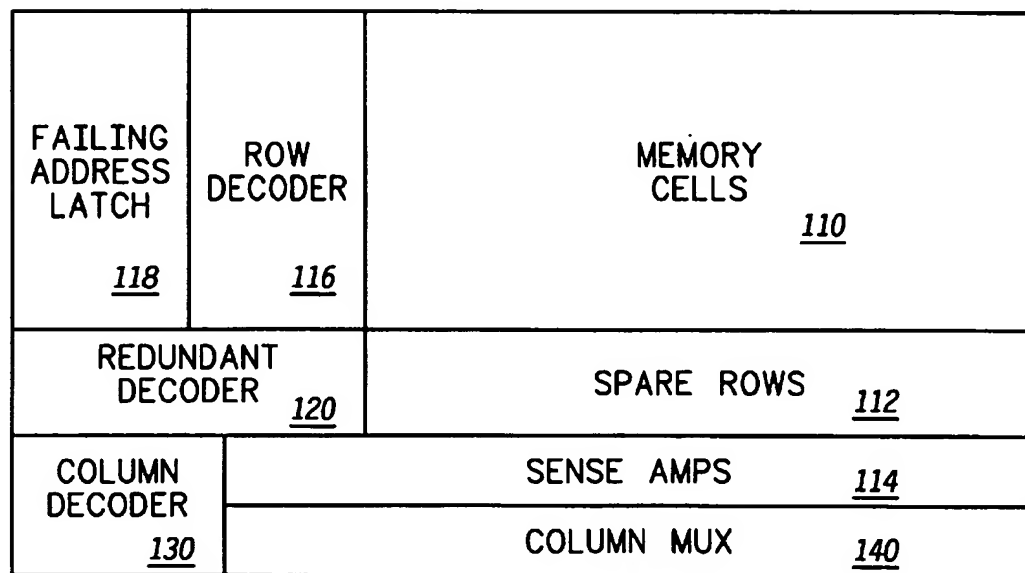 FAILING
ADDRESS
LATCH
118
ROW
DECODER
116
MEMORY
CELLS
110
REDUNDANT
DECODER
120
SPARE ROWS
112
COLUMN
DECODER
130
SENSE AMPS
114
COLUMN MUX
140